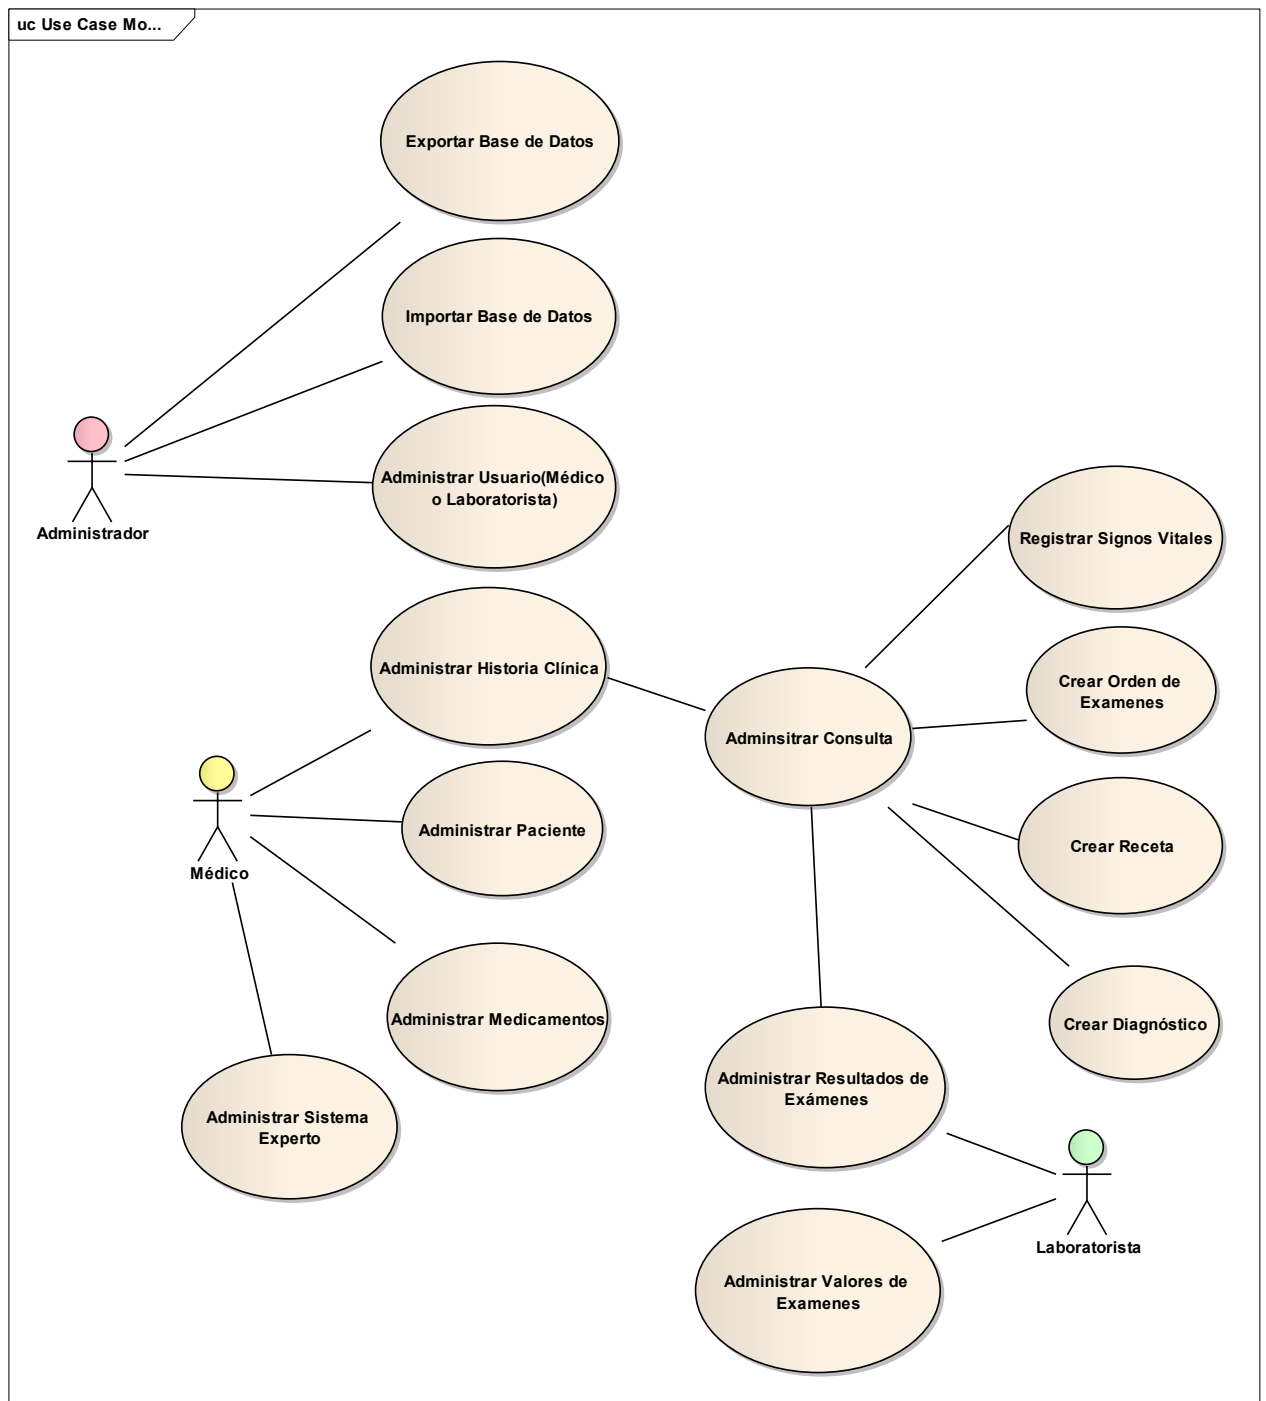 uc Use Case Mo...
Exportar Base de Datos
Importar Base de Datos
Administrar Usuario(Médico
o Laboratorista)
Administrador
Registrar Signos Vitales
Administrar Historia Clínica
Crear Orden de
Examenes
Adminsitrar Consulta
Administrar Paciente
Crear Receta
Médico
Administrar Medicamentos
Crear Diagnóstico
Administrar Resultados de
Exámenes
Administrar Sistema
Experto
Laboratorista
Administrar Valores de
Examenes